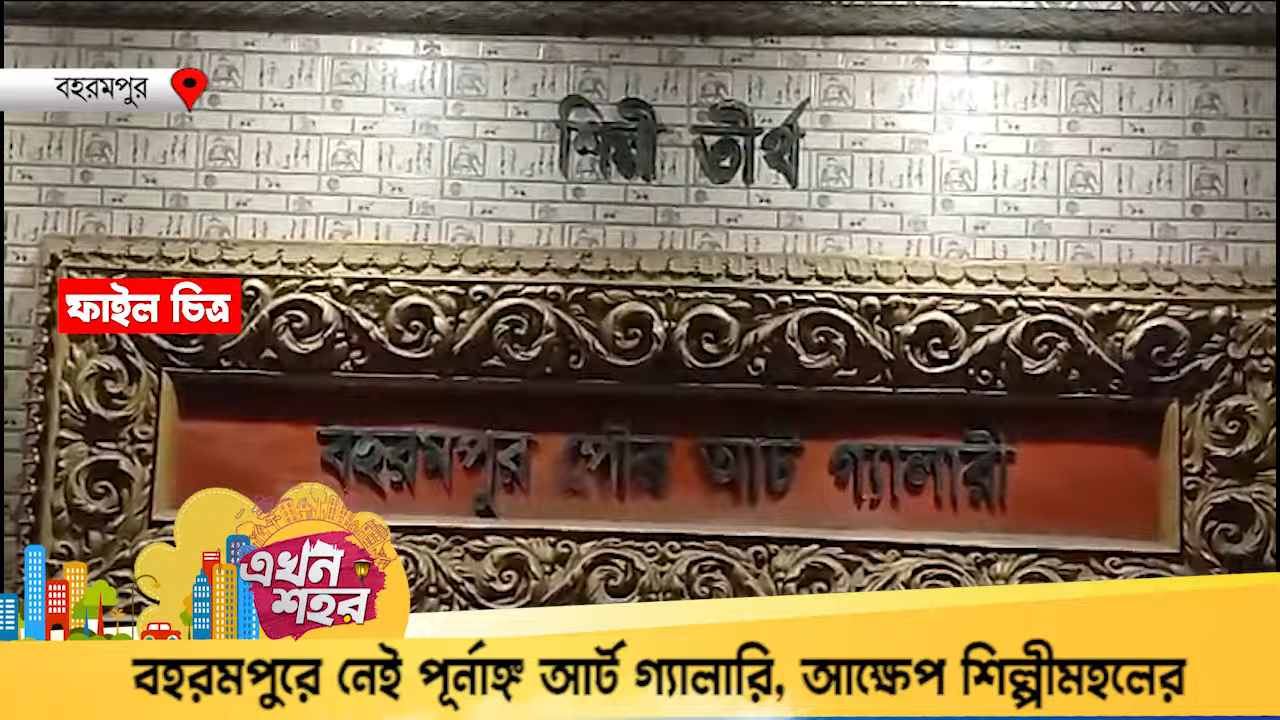 বহরমপুর
শিল্পী তীর্থ
ফাইল চিত্র
বহরমপুর পৌর আর্ট গ্যালারী
এখন
শহর
বহরমপুরে নেই পূর্নাঙ্গ আর্ট গ্যালারি, আক্ষেপ শিল্পীমহলের